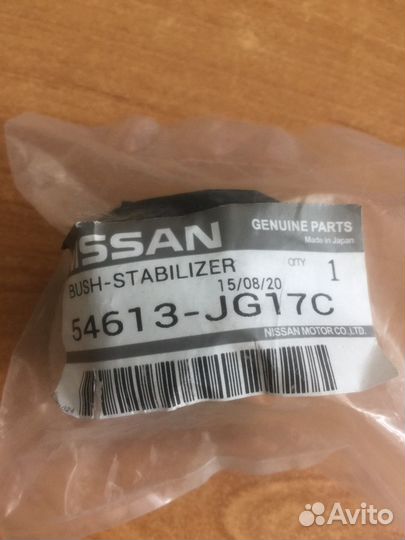 NISSAN
GENUINE PARTS
Made in Japan
BUSH-STABILIZER
QTY 1
15/08/20
54613-JG17C
NISSAN MOTOR CO.,LTD.
Avito